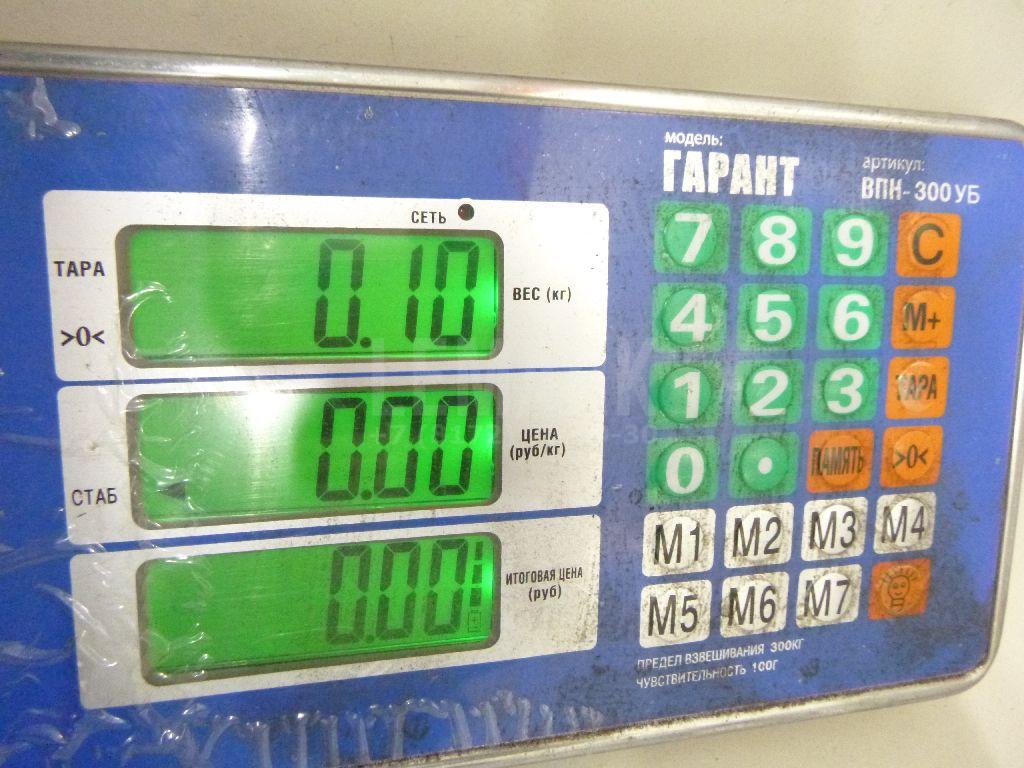 модель:
ГАРАНТ
артикул:
ВПН-300УБ
СЕТЬ
ТАРА
>0<
0.10
ВЕС (кг)
СТАБ
0.00
ЦЕНА
(руб/кг)
0.00
ИТОГОВАЯ ЦЕНА
(руб)
7 8 9 C
4 5 6 M+
1 2 3 ТАРА
0 . ПАМЯТЬ >0<
M1 M2 M3 M4
M5 M6 M7
ПРЕДЕЛ ВЗВЕШИВАНИЯ 300КГ
ЧУВСТВИТЕЛЬНОСТЬ 100Г